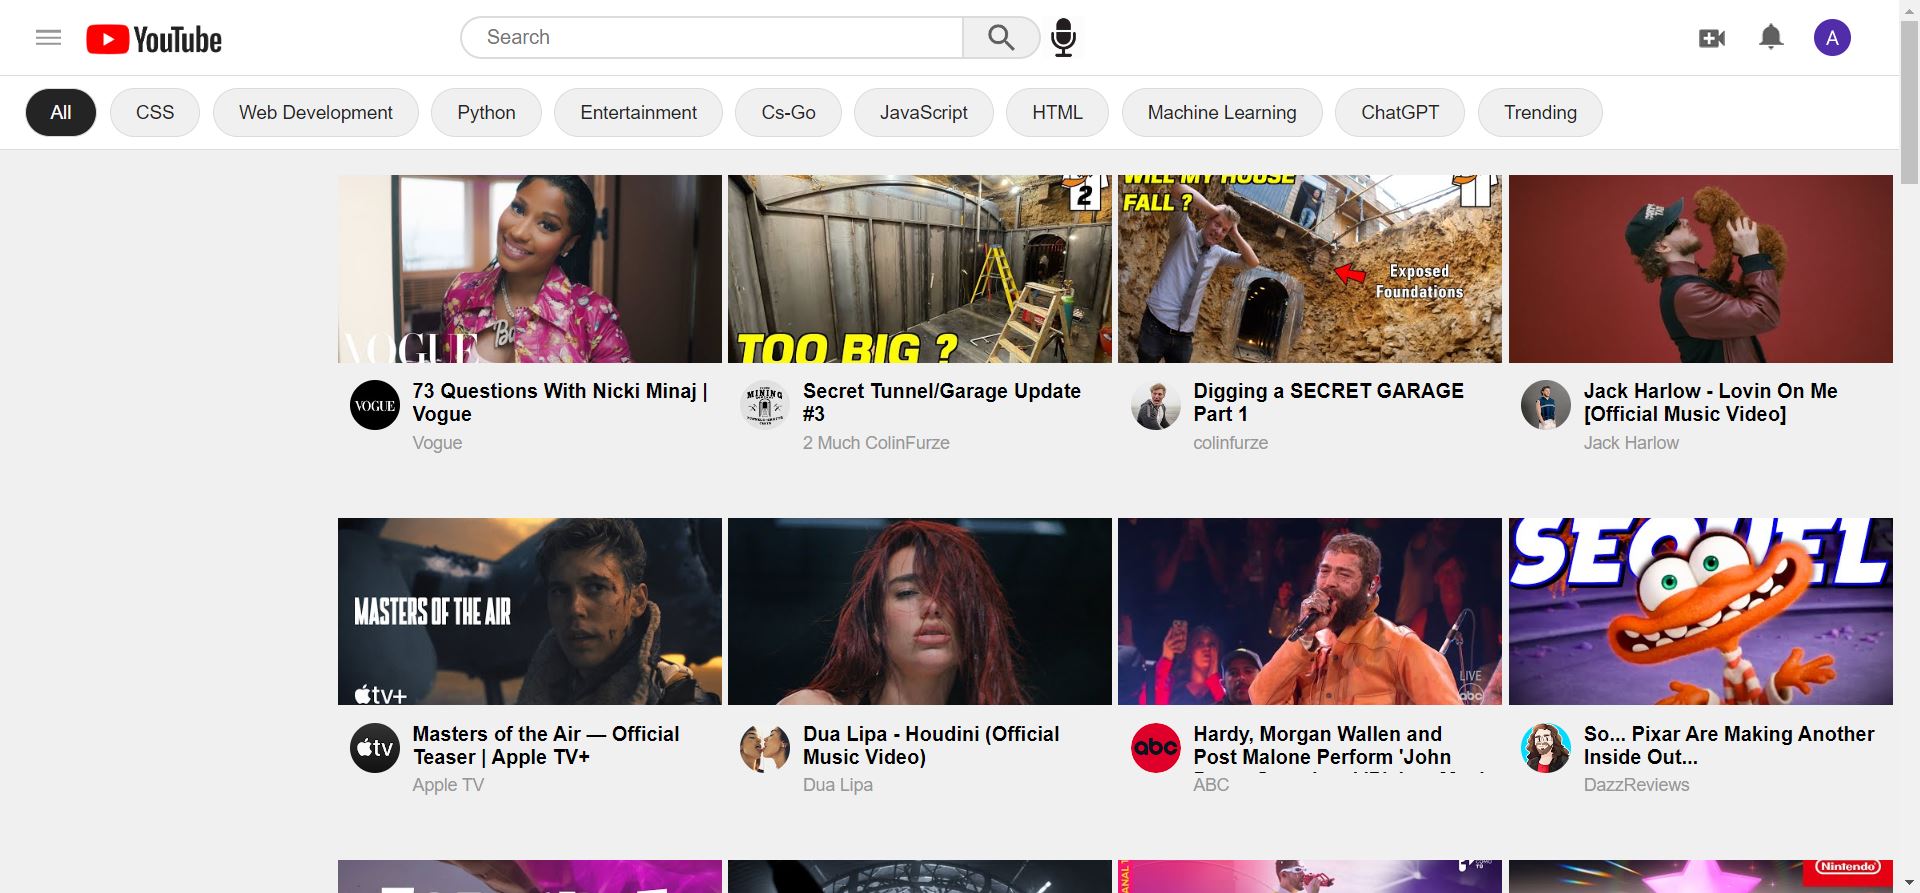 YouTube
Search
A
All
CSS
Web Development
Python
Entertainment
Cs-Go
JavaScript
HTML
Machine Learning
ChatGPT
Trending
VOGUE
2
TOO BIG ?
WILL MY HOUSE
FALL ?
Exposed
Foundations
VOGUE
73 Questions With Nicki Minaj |
Vogue
Vogue
MINING
Secret Tunnel/Garage Update
#3
2 Much ColinFurze
Digging a SECRET GARAGE
Part 1
colinfurze
Jack Harlow - Lovin On Me
[Official Music Video]
Jack Harlow
MASTERS OF THE AIR
tv+
LIVE
abc
SEQUEL
tv
Masters of the Air — Official
Teaser | Apple TV+
Apple TV
Dua Lipa - Houdini (Official
Music Video)
Dua Lipa
abc
Hardy, Morgan Wallen and
Post Malone Perform 'John
ABC
So... Pixar Are Making Another
Inside Out...
DazzReviews
Nintendo